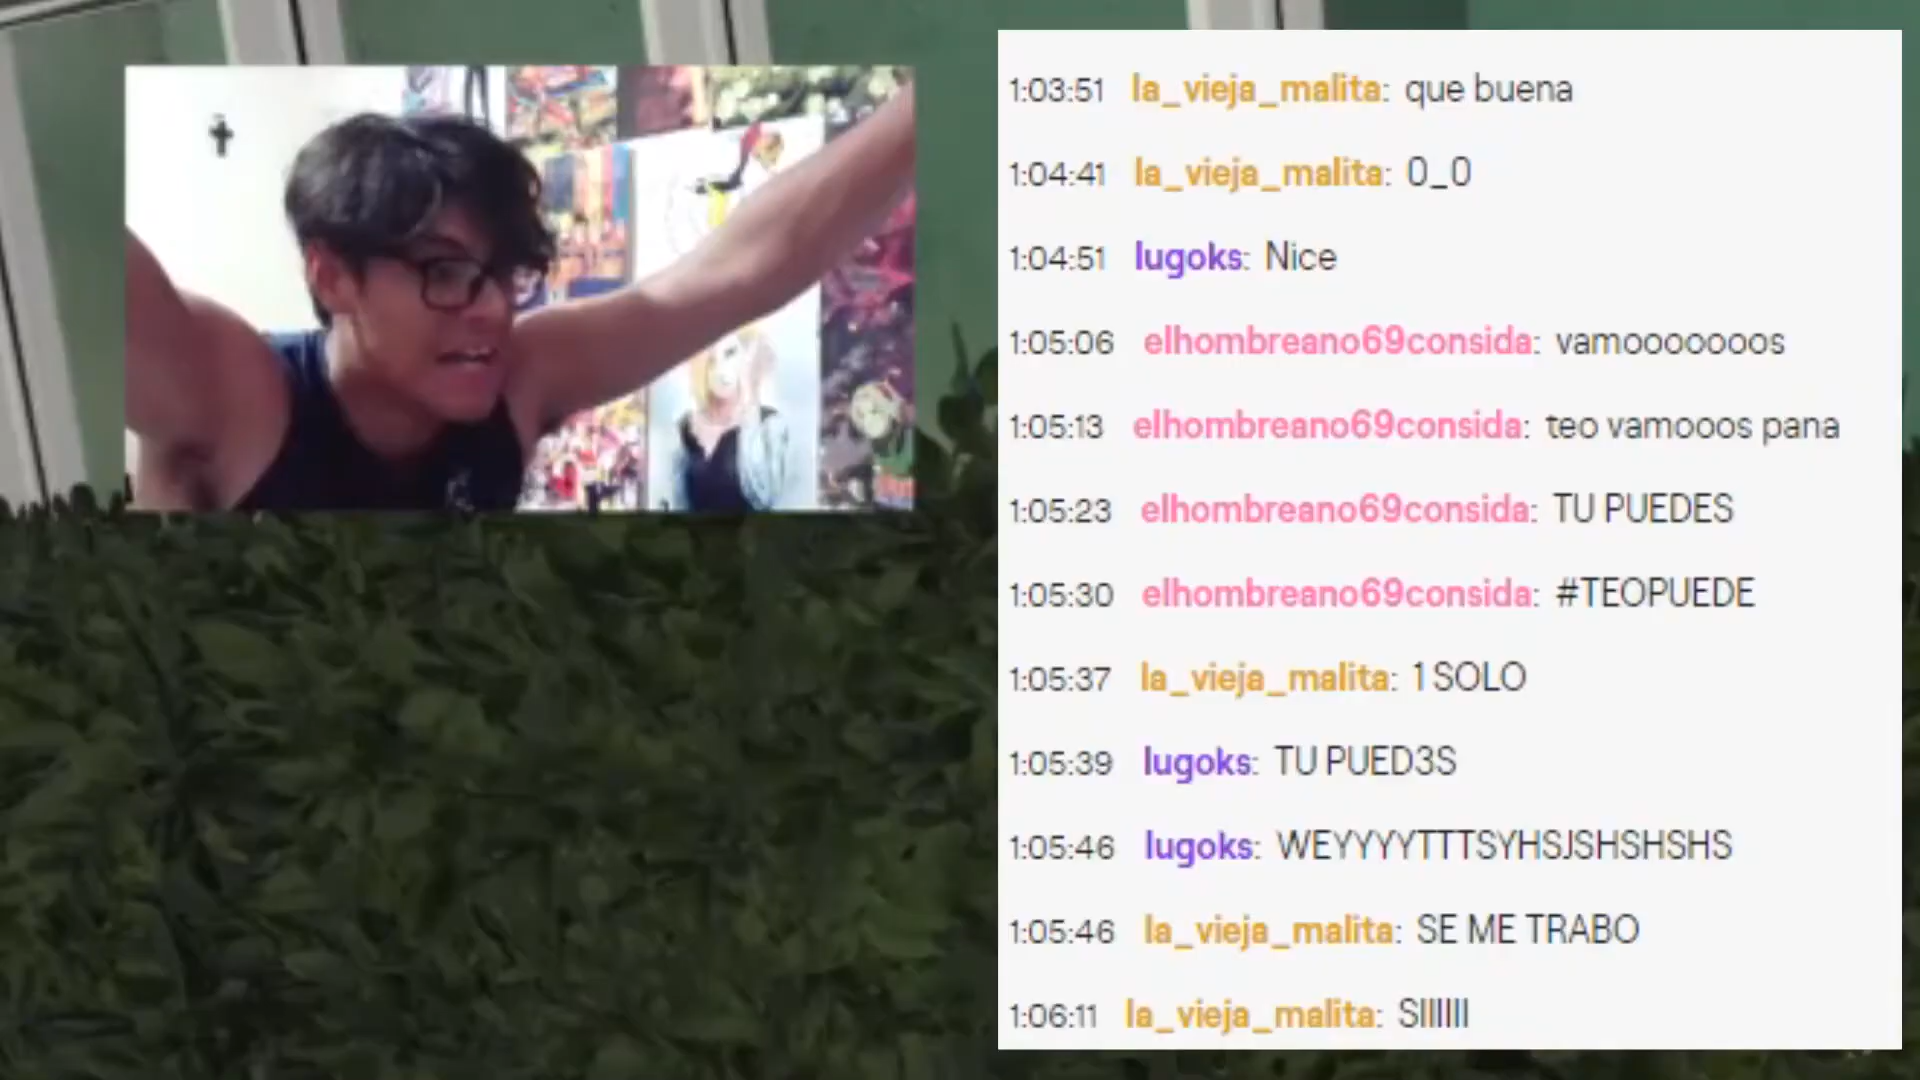 1:03:51 la_vieja_malita: que buena
1:04:41 la_vieja_malita: 0_0
1:04:51 lugoks: Nice
1:05:06 elhombreano69consida: vamooooooos
1:05:13 elhombreano69consida: teo vamooos pana
1:05:23 elhombreano69consida: TU PUEDES
1:05:30 elhombreano69consida: #TEOPUEDE
1:05:37 la_vieja_malita: 1 SOLO
1:05:39 lugoks: TU PUED3S
1:05:46 lugoks: WEYYYYTTTSYHSJSHSHSHS
1:05:46 la_vieja_malita: SE ME TRABO
1:06:11 la_vieja_malita: SIIIIII